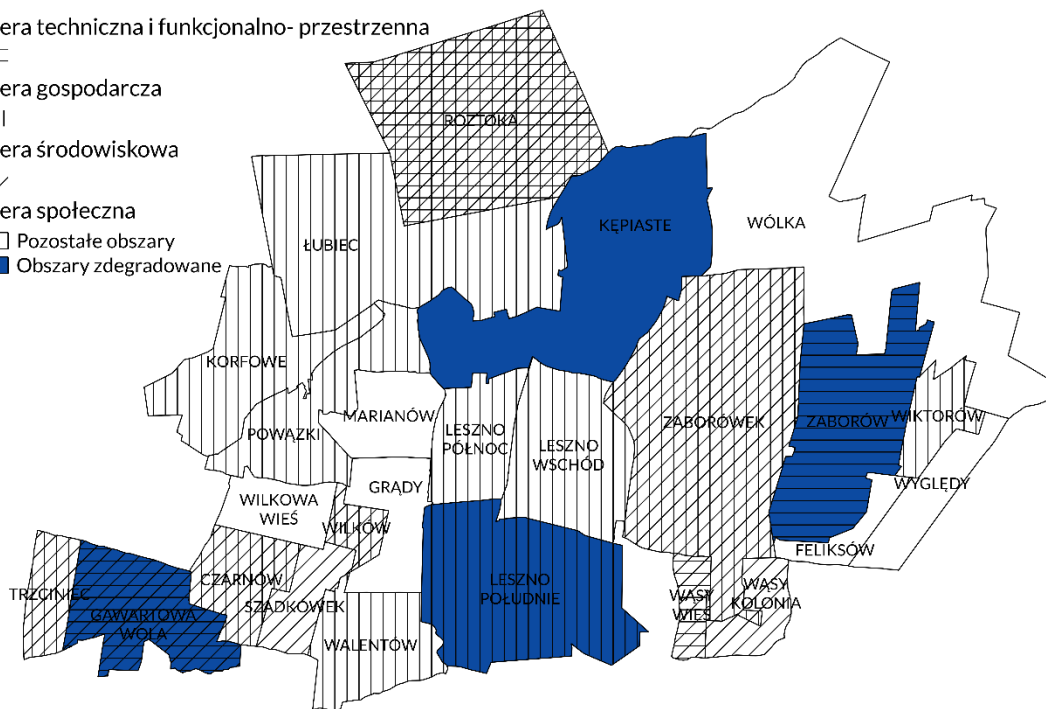 era techniczna i funkcjonalno- przestrzenna
era gospodarcza
era środowiskowa
era społeczna
Pozostałe obszary
Obszary zdegradowane
ROZTOKA
KĘPIASTE
WÓLKA
ŁUBIEC
KORFOWE
MARIANÓW
POWĄZKI
LESZNO
PÓŁNOC
LESZNO
WSCHÓD
ZABORÓWEK
ZABORÓW
WIKTORÓW
GRĄDY
WYGLĘDY
WILKOWA
WIEŚ
WILKÓW
FELIKSÓW
TRZCINIEC
CZARNÓW
GAWARTOWA
WOLA
SZADKÓWEK
LESZNO
POŁUDNIE
WĄSY
WIEŚ
WĄSY
KOLONIA
WALENTÓW